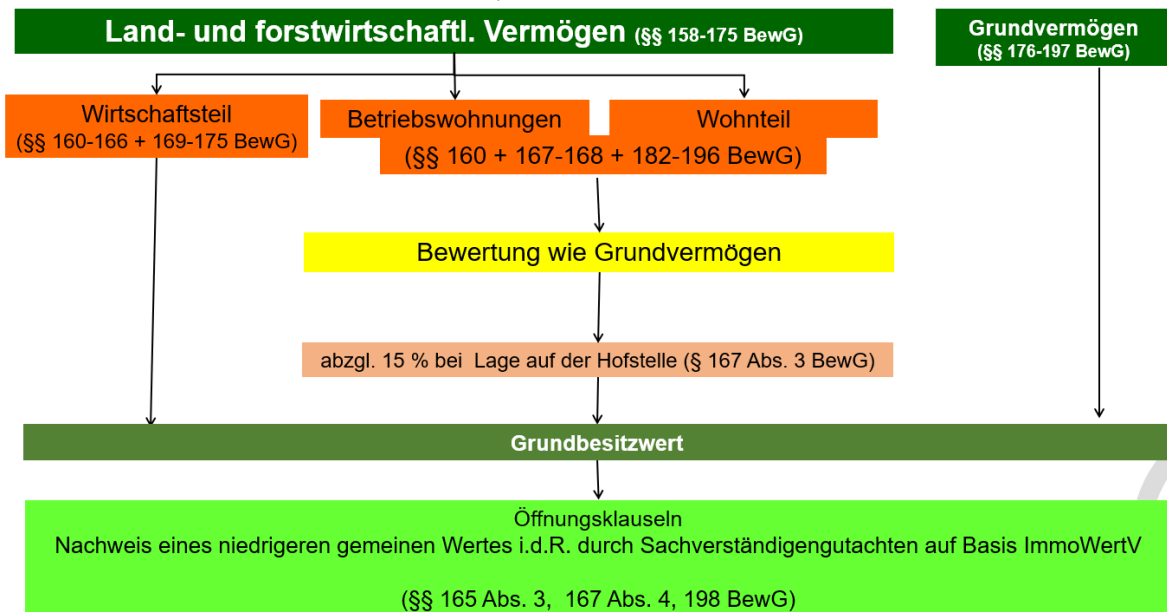 Land- und forstwirtschaftl. Vermögen (§§ 158-175 BewG)
Grundvermögen
(§§ 176-197 BewG)
Wirtschaftsteil
(§§ 160-166 + 169-175 BewG)
Betriebswohnungen
Wohnteil
(§§ 160 + 167-168 + 182-196 BewG)
Bewertung wie Grundvermögen
abzgl. 15 % bei Lage auf der Hofstelle (§ 167 Abs. 3 BewG)
Grundbesitzwert
Öffnungsklauseln
Nachweis eines niedrigeren gemeinen Wertes i.d.R. durch Sachverständigengutachten auf Basis ImmoWertV
(§§ 165 Abs. 3, 167 Abs. 4, 198 BewG)